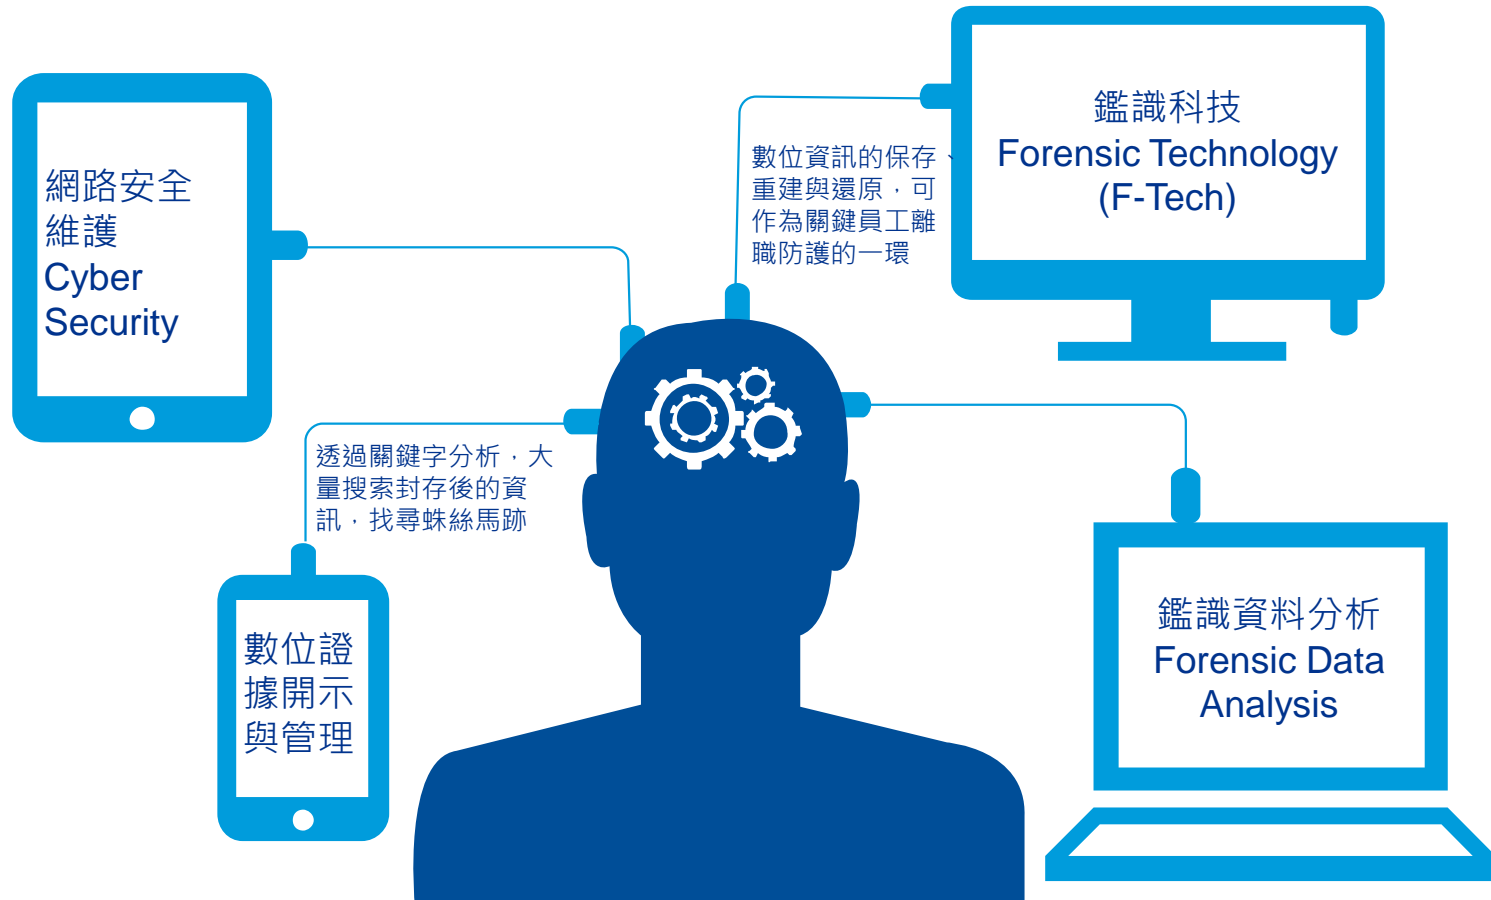 網路安全
維護
Cyber
Security
數位資訊的保存、
重建與還原，可
作為關鍵員工離
職防護的一環
鑑識科技
Forensic Technology
(F-Tech)
透過關鍵字分析，大
量搜索封存後的資
訊，找尋蛛絲馬跡
數位證
據開示
與管理
鑑識資料分析
Forensic Data
Analysis